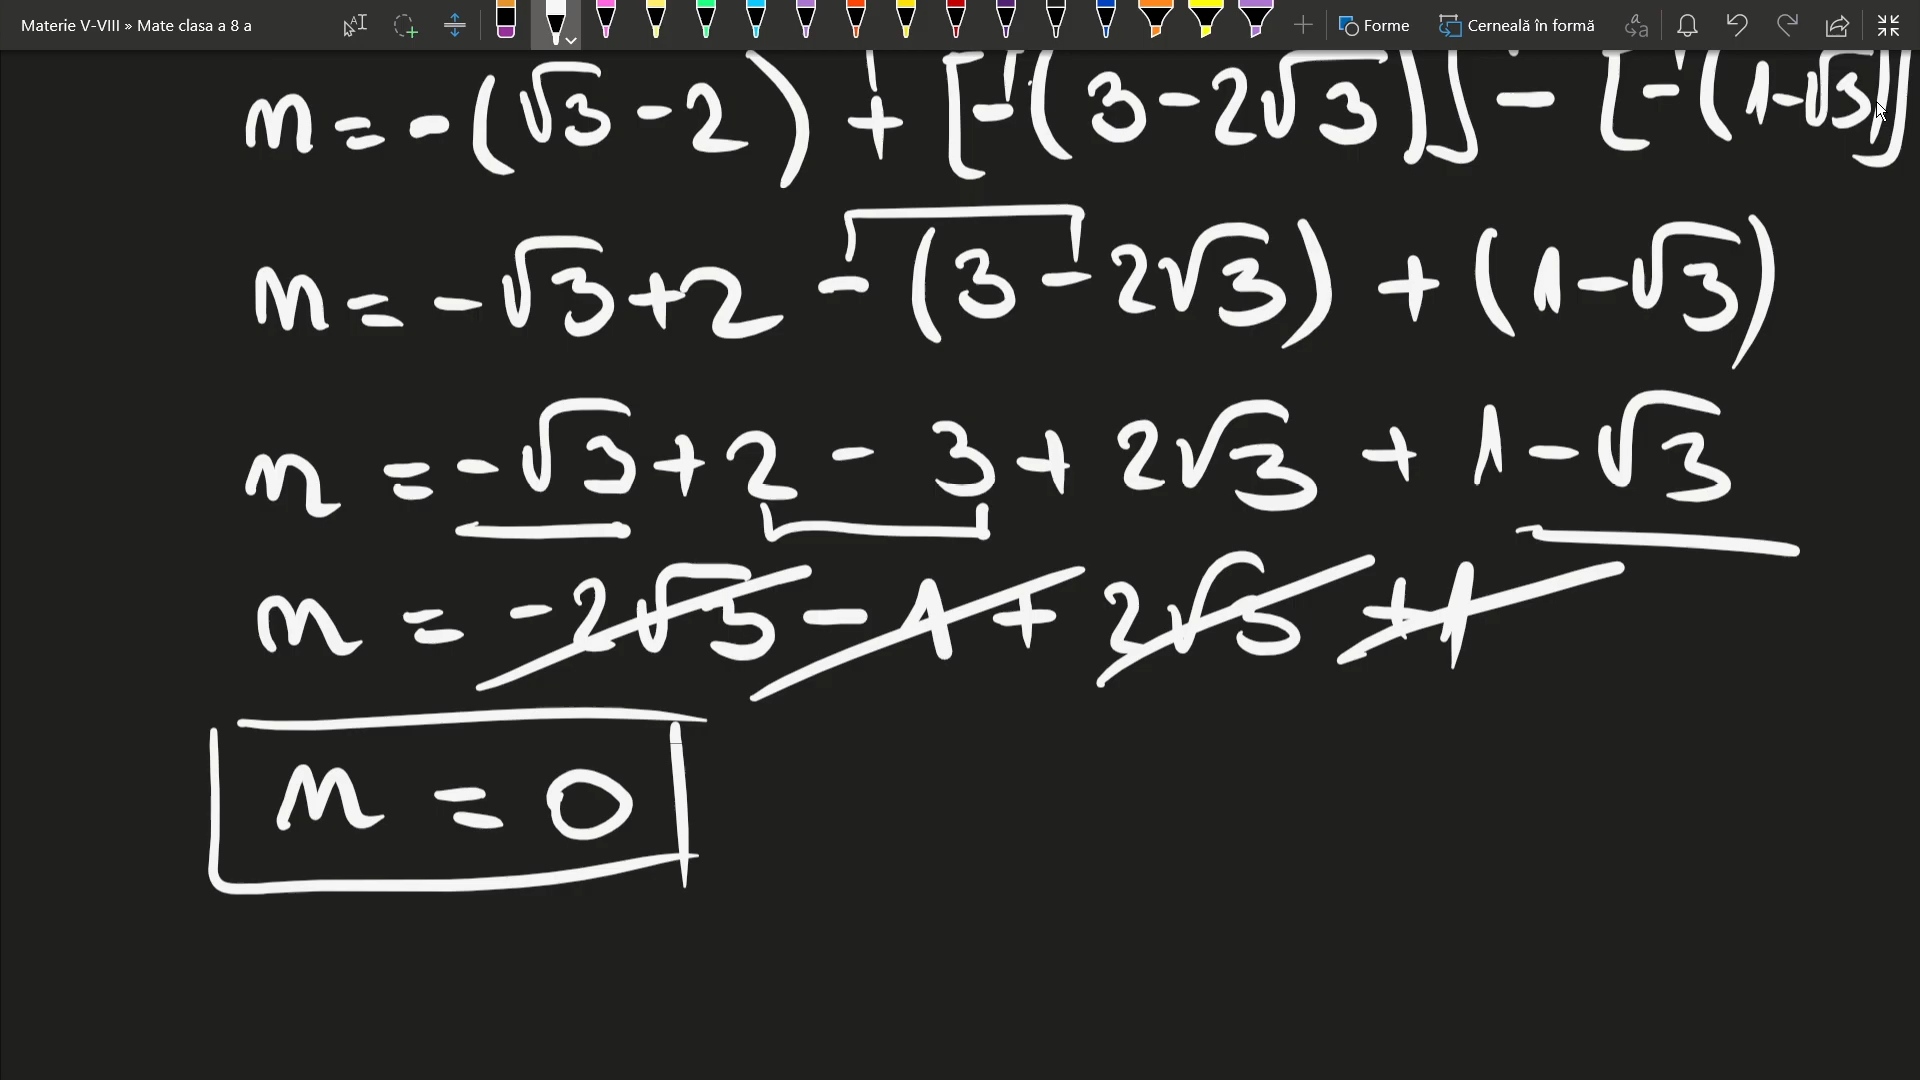 Materie V-VIII » Mate clasa a 8 a Forme Cerneală în formă
n = -(√3 - 2) + [-(3 - 2√3)] - [-(1-√3)]
n = -√3 + 2 - (3 - 2√3) + (1 - √3)
n = -√3 + 2 - 3 + 2√3 + 1 - √3
n = -2√3 - 1 + 2√3 + 1
n = 0